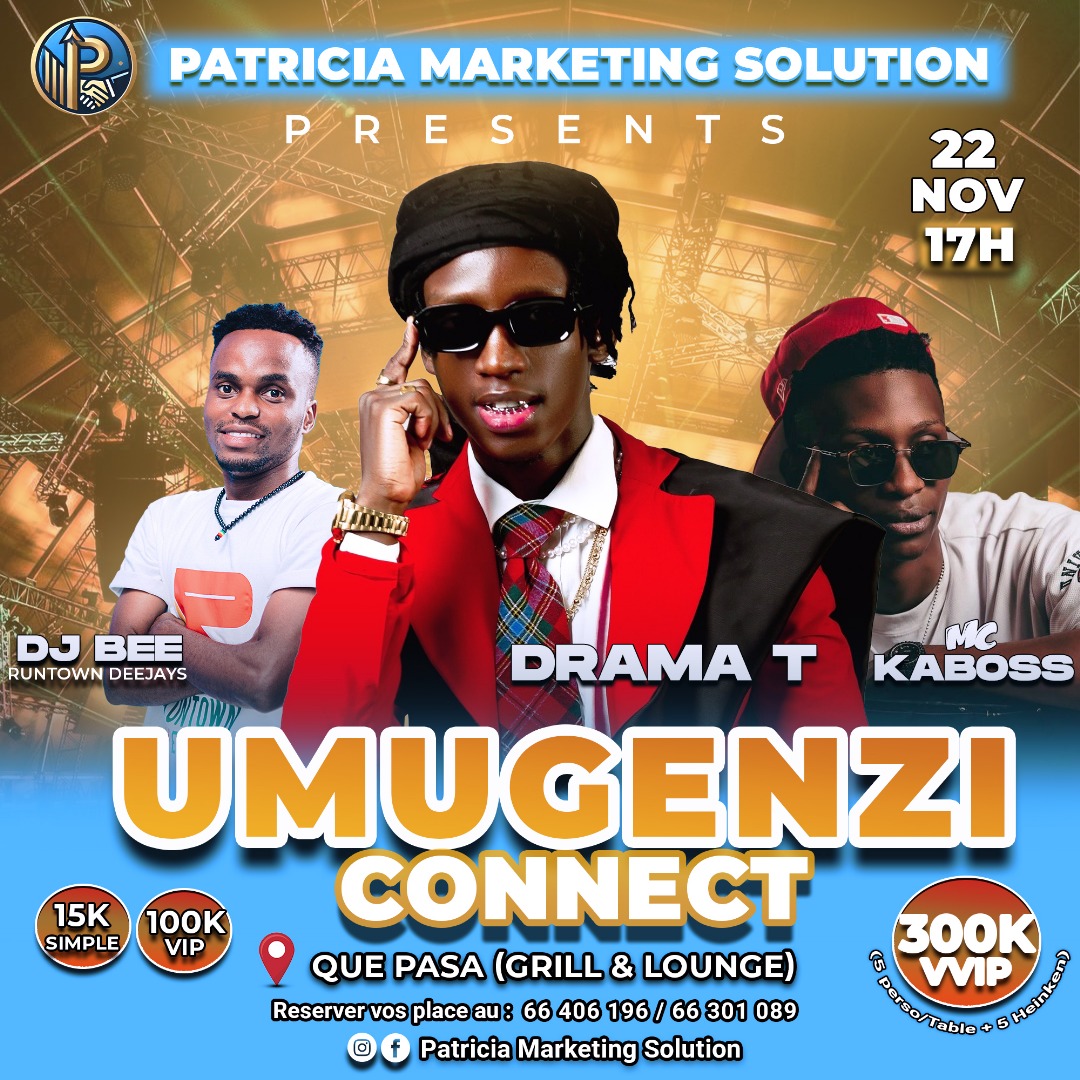 P
PATRICIA MARKETING SOLUTION
PRESENTS
22
NOV
17H
DJ BEE
RUNTOWN DEEJAYS
DRAMA T
MC
KABOSS
UMUGENZI
CONNECT
15K
SIMPLE
100K
VIP
300K
VVIP
(5 perso/Table + 5 Heinken)
QUE PASA (GRILL & LOUNGE)
Reserver vos place au : 66 406 196 / 66 301 089
Patricia Marketing Solution